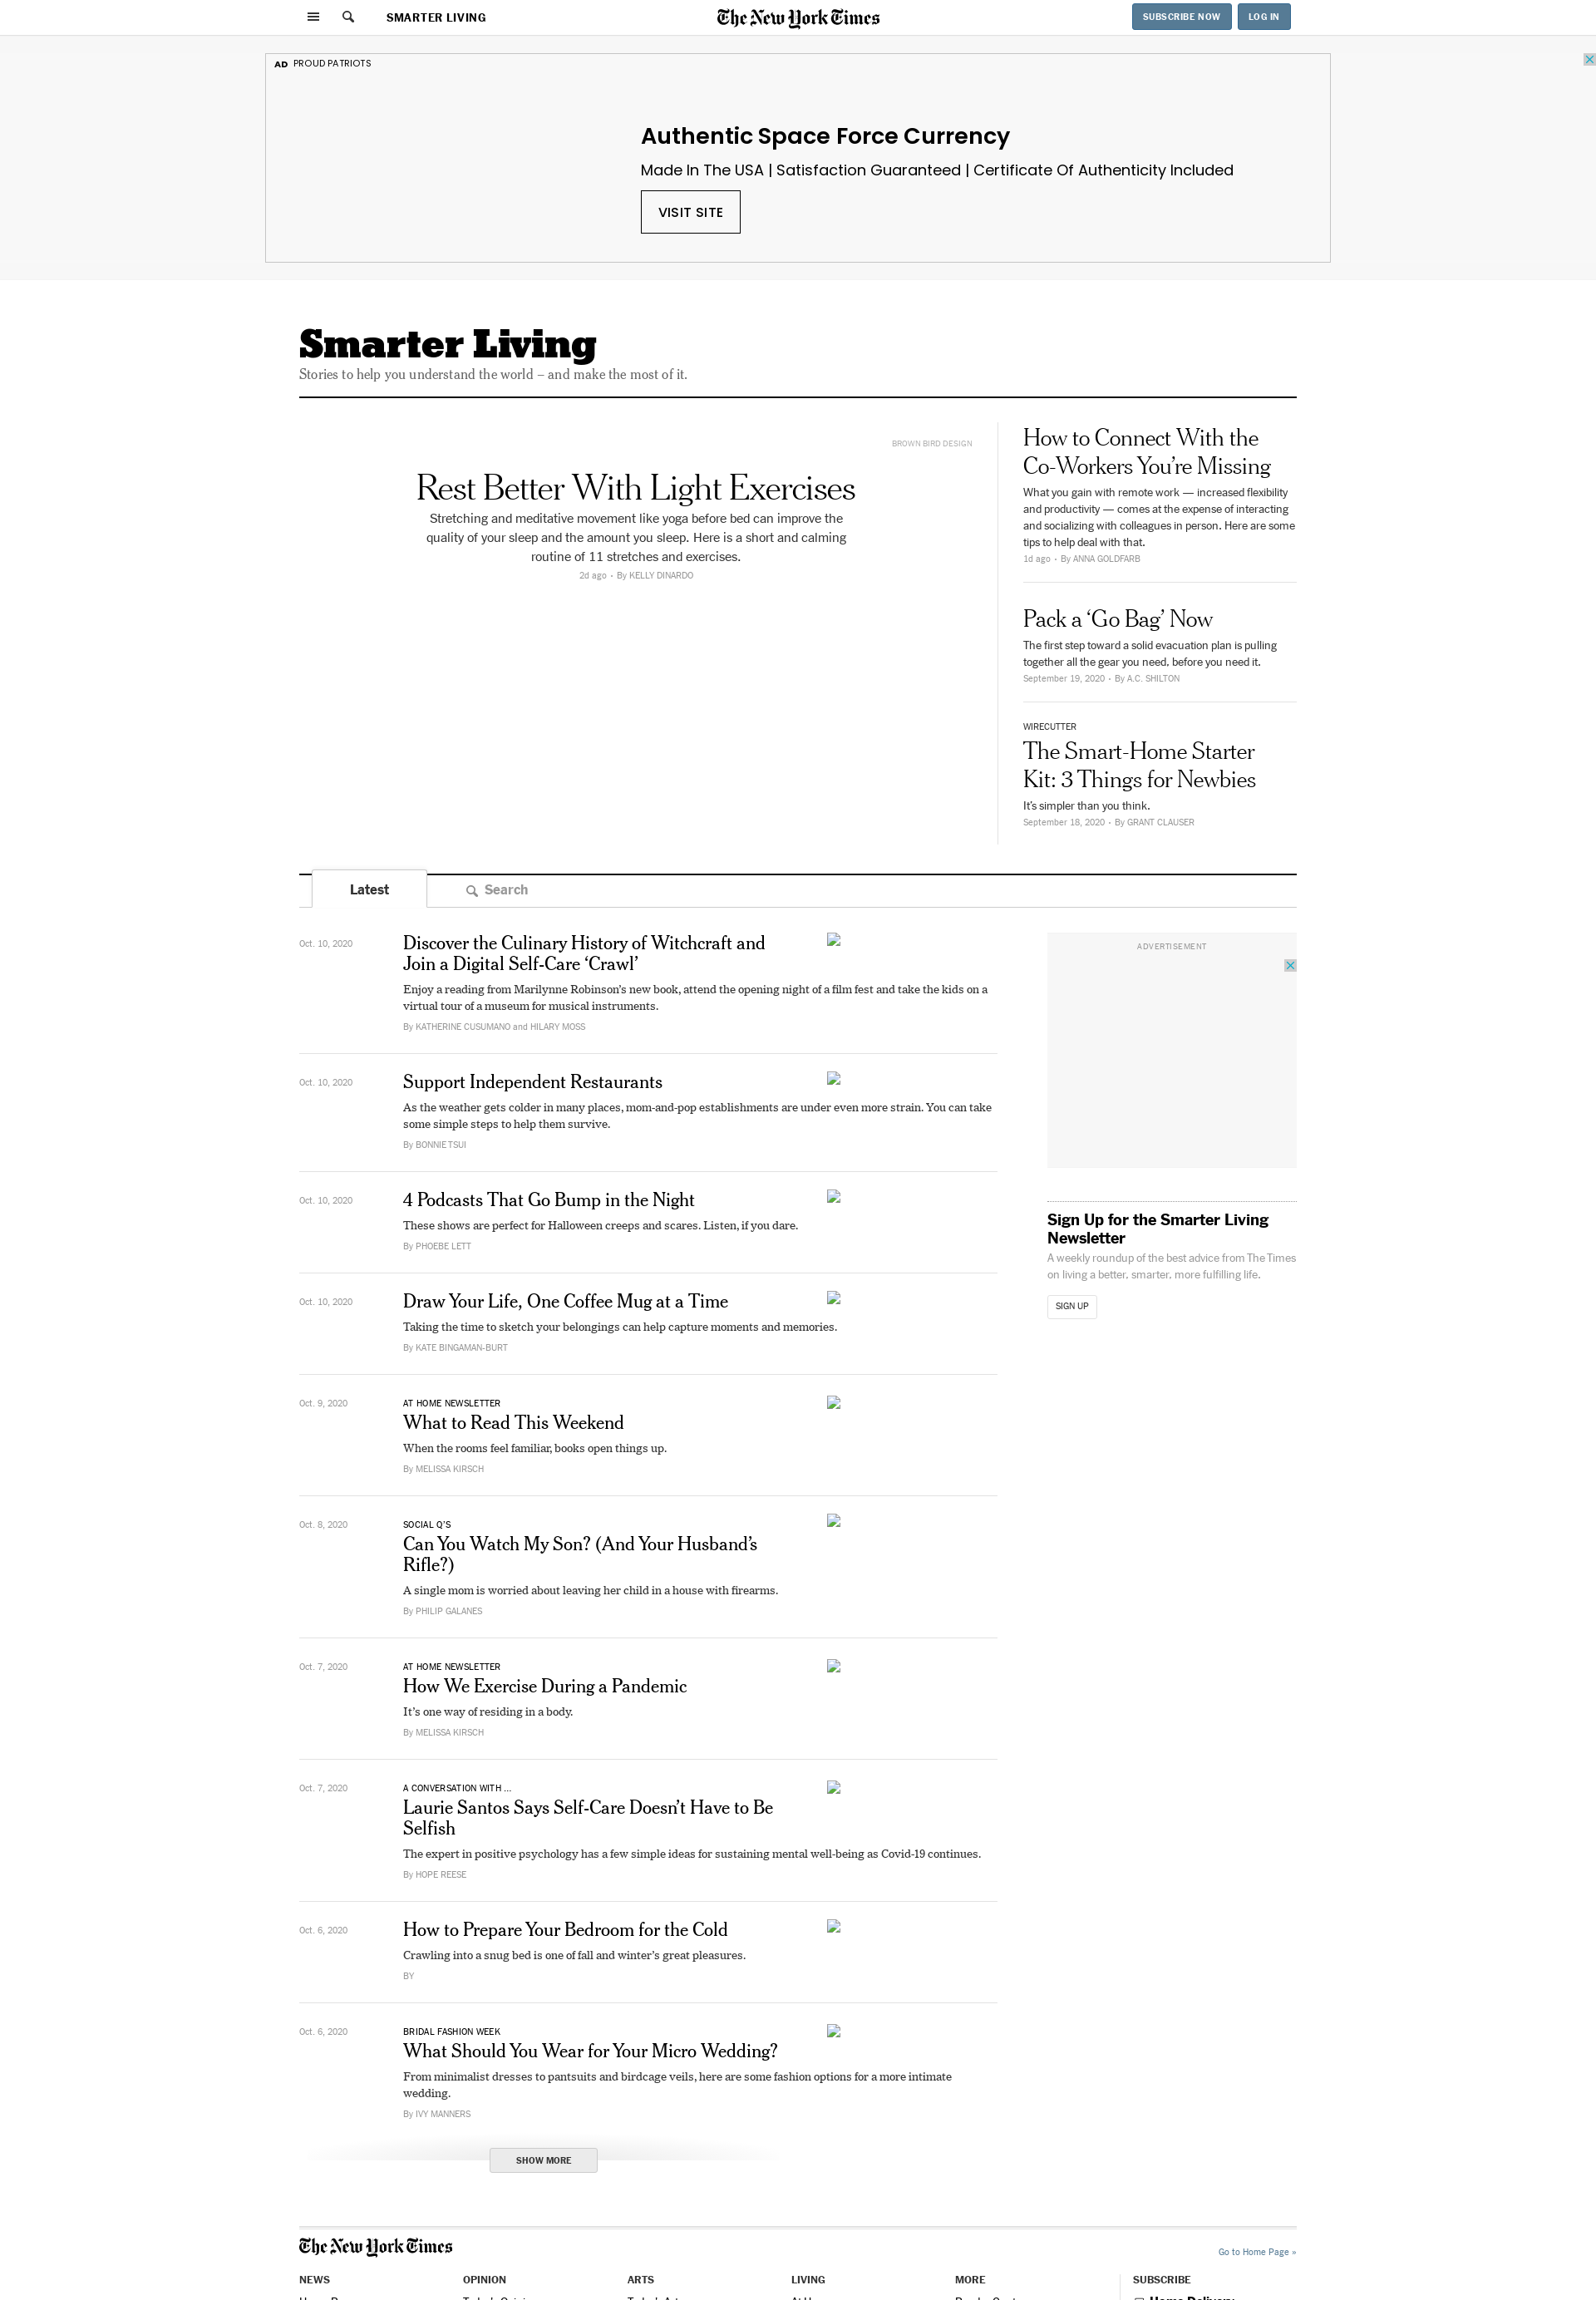 SMARTER LIVING
The New York Times
SUBSCRIBE NOW
LOG IN
AD PROUD PATRIOTS
Authentic Space Force Currency
Made In The USA | Satisfaction Guaranteed | Certificate Of Authenticity Included
VISIT SITE
Smarter Living
Stories to help you understand the world – and make the most of it.
BROWN BIRD DESIGN
Rest Better With Light Exercises
Stretching and meditative movement like yoga before bed can improve the
quality of your sleep and the amount you sleep. Here is a short and calming
routine of 11 stretches and exercises.
2d ago • By KELLY DINARDO
How to Connect With the
Co-Workers You’re Missing
What you gain with remote work — increased flexibility
and productivity — comes at the expense of interacting
and socializing with colleagues in person. Here are some
tips to help deal with that.
1d ago • By ANNA GOLDFARB
Pack a ‘Go Bag’ Now
The first step toward a solid evacuation plan is pulling
together all the gear you need, before you need it.
September 19, 2020 • By A.C. SHILTON
WIRECUTTER
The Smart-Home Starter
Kit: 3 Things for Newbies
It’s simpler than you think.
September 18, 2020 • By GRANT CLAUSER
Latest
Search
Oct. 10, 2020
Discover the Culinary History of Witchcraft and
Join a Digital Self-Care ‘Crawl’
Enjoy a reading from Marilynne Robinson’s new book, attend the opening night of a film fest and take the kids on a
virtual tour of a museum for musical instruments.
By KATHERINE CUSUMANO and HILARY MOSS
Oct. 10, 2020
Support Independent Restaurants
As the weather gets colder in many places, mom-and-pop establishments are under even more strain. You can take
some simple steps to help them survive.
By BONNIE TSUI
Oct. 10, 2020
4 Podcasts That Go Bump in the Night
These shows are perfect for Halloween creeps and scares. Listen, if you dare.
By PHOEBE LETT
Oct. 10, 2020
Draw Your Life, One Coffee Mug at a Time
Taking the time to sketch your belongings can help capture moments and memories.
By KATE BINGAMAN-BURT
Oct. 9, 2020
AT HOME NEWSLETTER
What to Read This Weekend
When the rooms feel familiar, books open things up.
By MELISSA KIRSCH
Oct. 8, 2020
SOCIAL Q’S
Can You Watch My Son? (And Your Husband’s
Rifle?)
A single mom is worried about leaving her child in a house with firearms.
By PHILIP GALANES
Oct. 7, 2020
AT HOME NEWSLETTER
How We Exercise During a Pandemic
It’s one way of residing in a body.
By MELISSA KIRSCH
Oct. 7, 2020
A CONVERSATION WITH ...
Laurie Santos Says Self-Care Doesn’t Have to Be
Selfish
The expert in positive psychology has a few simple ideas for sustaining mental well-being as Covid-19 continues.
By HOPE REESE
Oct. 6, 2020
How to Prepare Your Bedroom for the Cold
Crawling into a snug bed is one of fall and winter’s great pleasures.
BY
Oct. 6, 2020
BRIDAL FASHION WEEK
What Should You Wear for Your Micro Wedding?
From minimalist dresses to pantsuits and birdcage veils, here are some fashion options for a more intimate
wedding.
By IVY MANNERS
SHOW MORE
ADVERTISEMENT
Sign Up for the Smarter Living
Newsletter
A weekly roundup of the best advice from The Times
on living a better, smarter, more fulfilling life.
SIGN UP
The New York Times
Go to Home Page »
NEWS
OPINION
ARTS
LIVING
MORE
SUBSCRIBE
Home Delivery